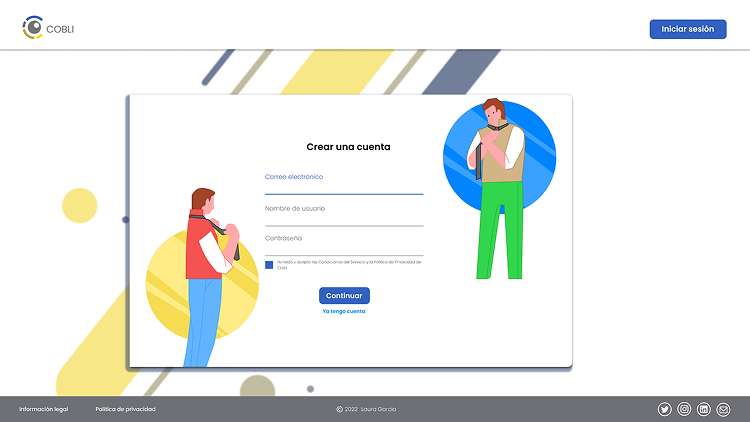 COBLI
Iniciar sesión
Crear una cuenta
Correo electrónico
Nombre de usuario
Contraseña
He leído y acepto las Condiciones del Servicio y la Política de Privacidad de
Cobli
Continuar
Ya tengo cuenta
Información legal
Política de privacidad
© 2022 Laura García